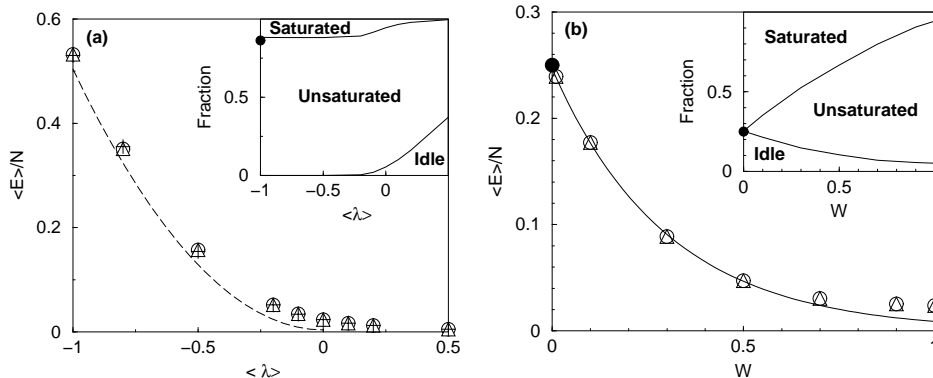 (a)
<E>/N
0.6
0.4
0.2
0
−1
−0.5
0
0.5
< λ>
Saturated
Unsaturated
Idle
Fraction
0.5
0
−1
−0.5
0
<λ>
(b)
<E>/N
0.3
0.2
0.1
0
0
0.5
1
W
Saturated
Unsaturated
Idle
Fraction
0.5
0
0
0.5
W